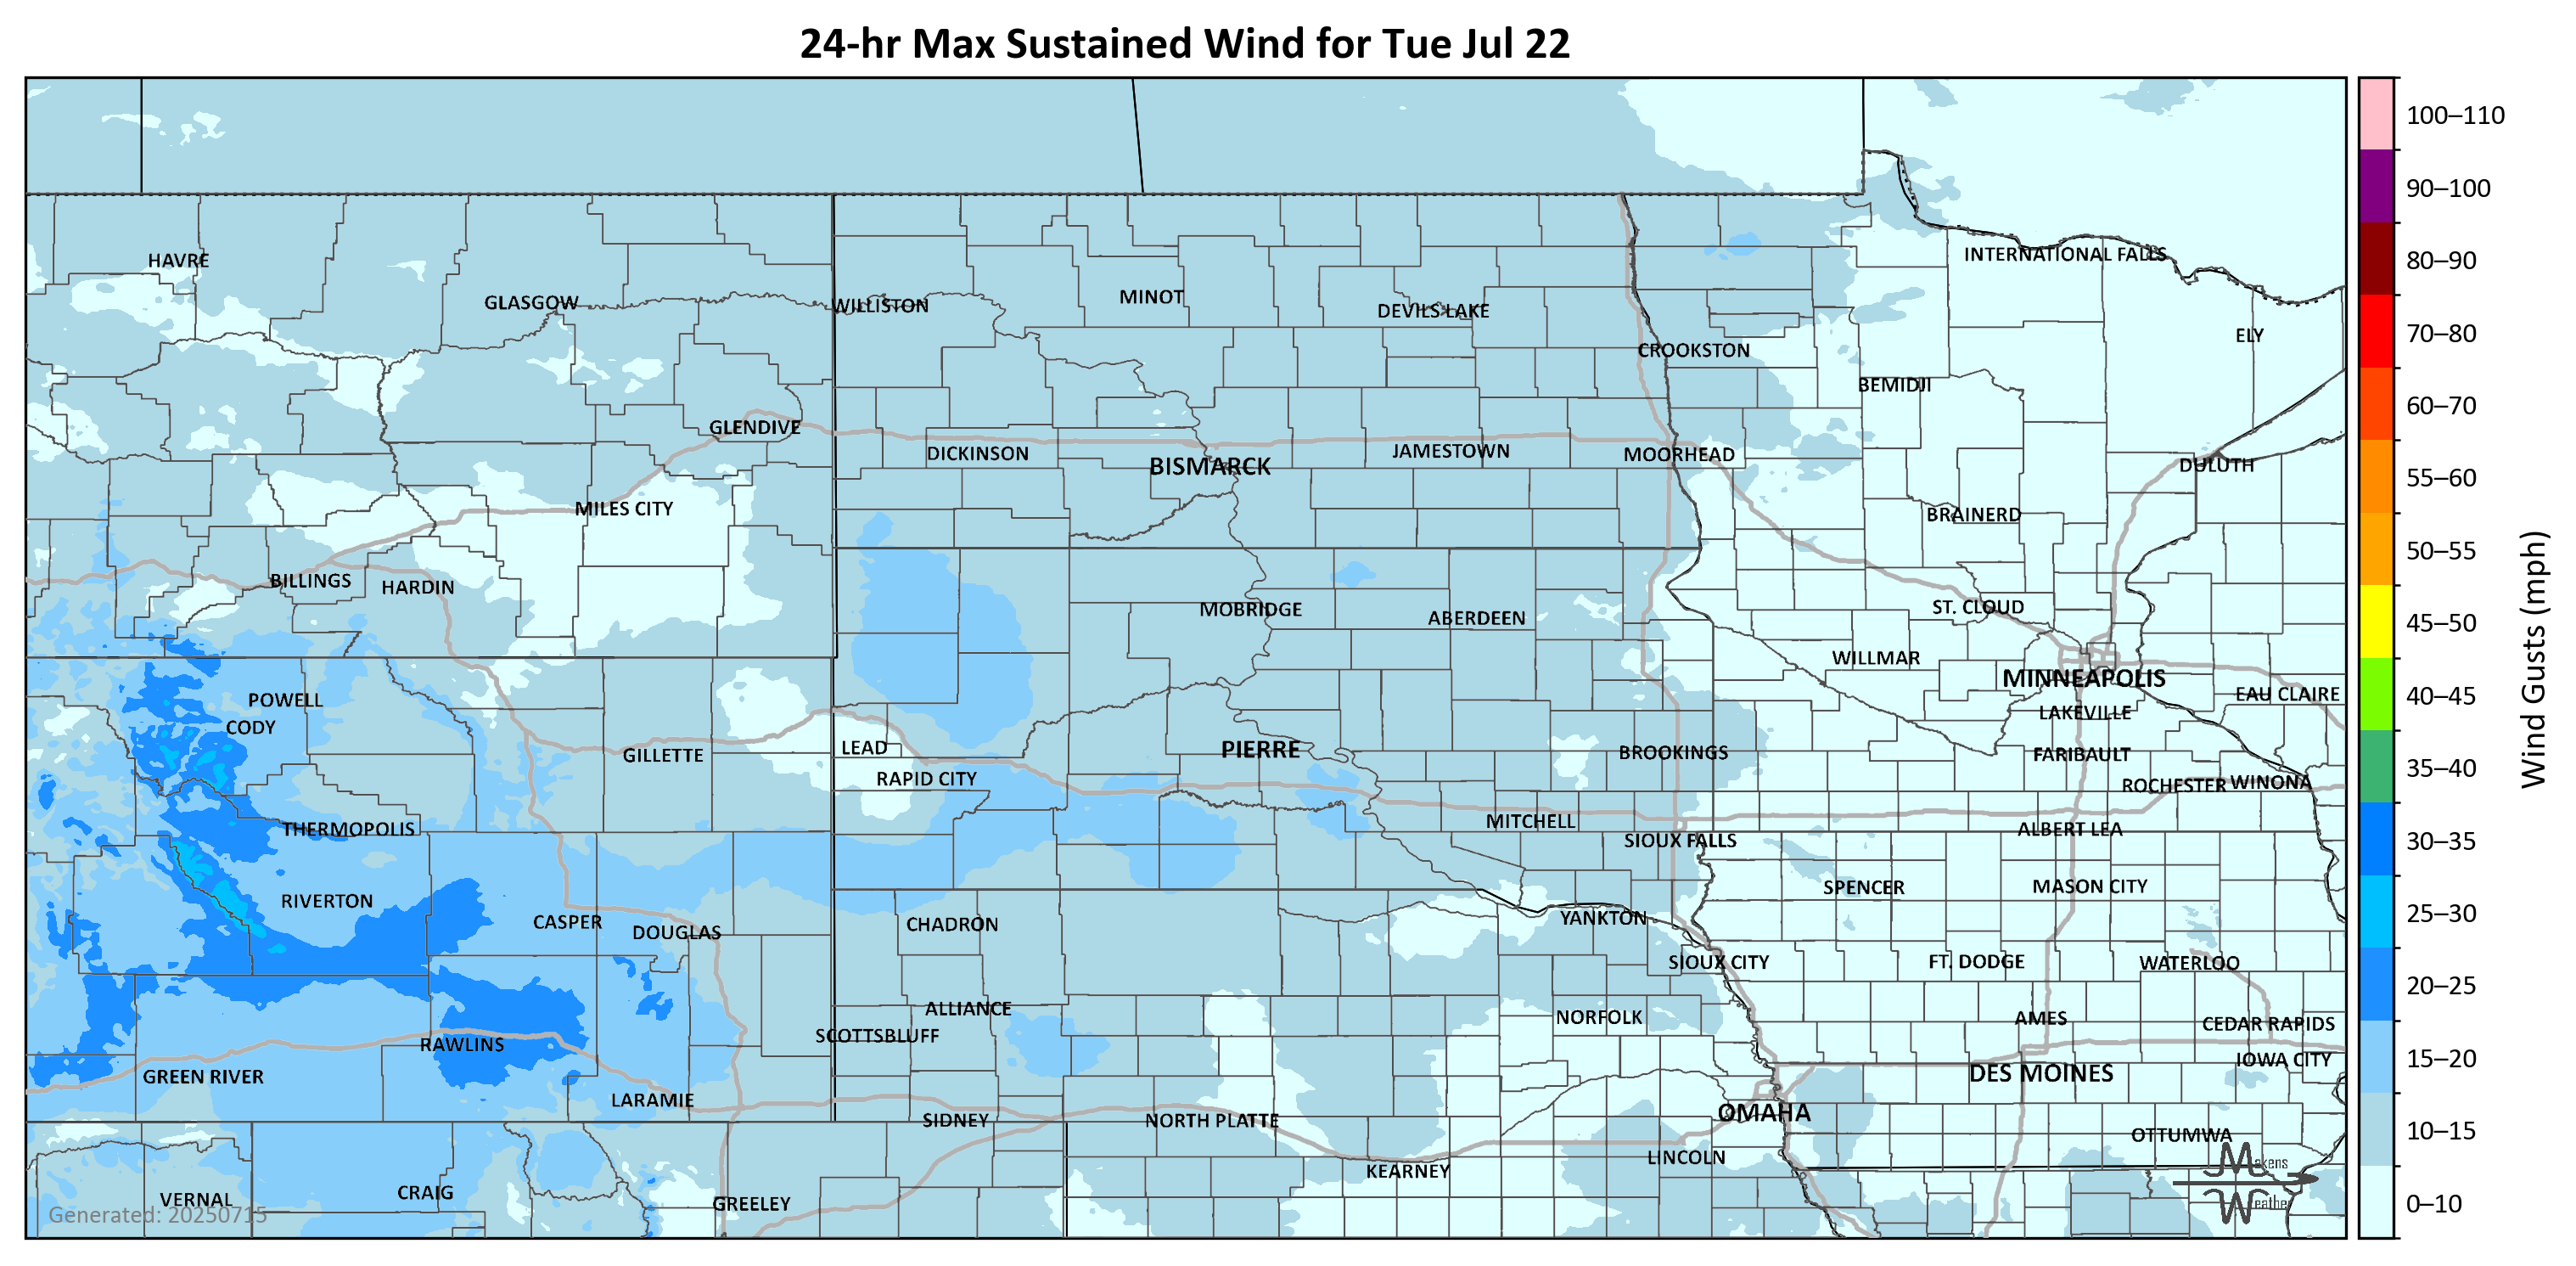 24-hr Max Sustained Wind for Tue Jul 22
100–110
90–100
80–90
70–80
60–70
55–60
50–55
45–50
40–45
35–40
30–35
25–30
20–25
15–20
10–15
0–10
Wind Gusts (mph)
HAVRE
GLASGOW
WILLISTON
MINOT
DEVILS LAKE
INTERNATIONAL FALLS
ELY
CROOKSTON
BEMIDJI
GLENDIVE
DICKINSON
BISMARCK
JAMESTOWN
MOORHEAD
DULUTH
MILES CITY
BRAINERD
BILLINGS
HARDIN
MOBRIDGE
ABERDEEN
ST. CLOUD
WILLMAR
MINNEAPOLIS
EAU CLAIRE
LAKEVILLE
POWELL
CODY
GILLETTE
LEAD
RAPID CITY
PIERRE
BROOKINGS
FARIBAULT
ROCHESTER
WINONA
THERMOPOLIS
MITCHELL
SIOUX FALLS
ALBERT LEA
RIVERTON
CASPER
DOUGLAS
CHADRON
YANKTON
SPENCER
MASON CITY
SIOUX CITY
FT. DODGE
WATERLOO
ALLIANCE
SCOTTSBLUFF
NORFOLK
AMES
CEDAR RAPIDS
IOWA CITY
RAWLINS
GREEN RIVER
LARAMIE
SIDNEY
NORTH PLATTE
OMAHA
DES MOINES
OTTUMWA
KEARNEY
LINCOLN
VERNAL
CRAIG
GREELEY
Makens
Weather
Generated: 20250715